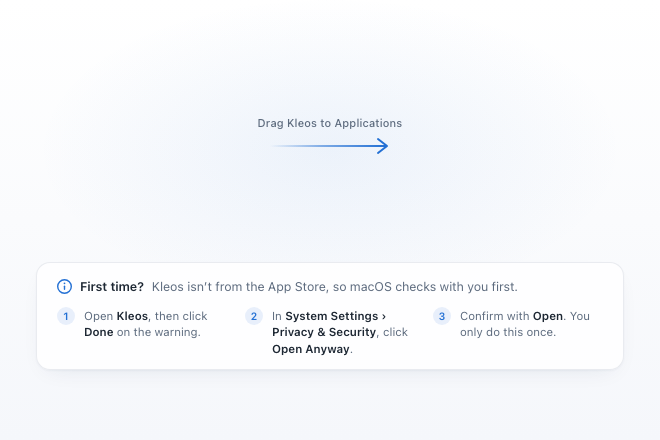 Drag Kleos to Applications
First time? Kleos isn't from the App Store, so macOS checks with you first.
1 Open Kleos, then click
Done on the warning.
2 In System Settings ›
Privacy & Security, click
Open Anyway.
3 Confirm with Open. You
only do this once.